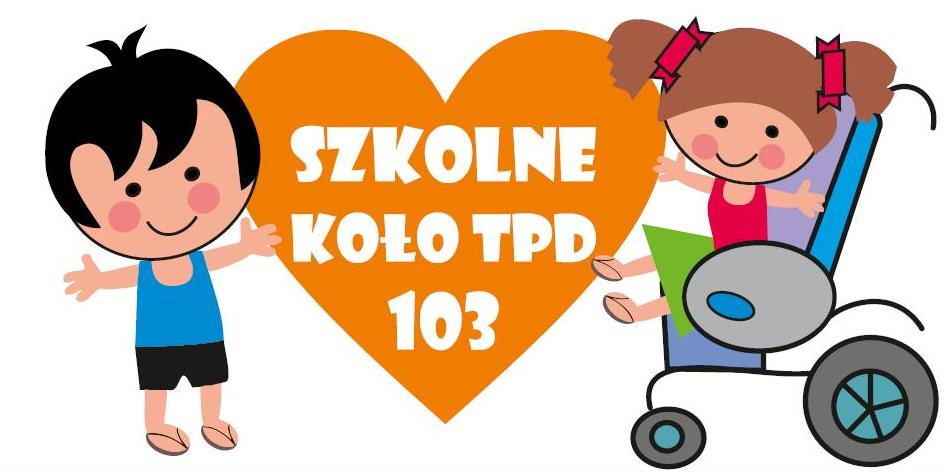 SZKOLNE
KOŁO TPD
103